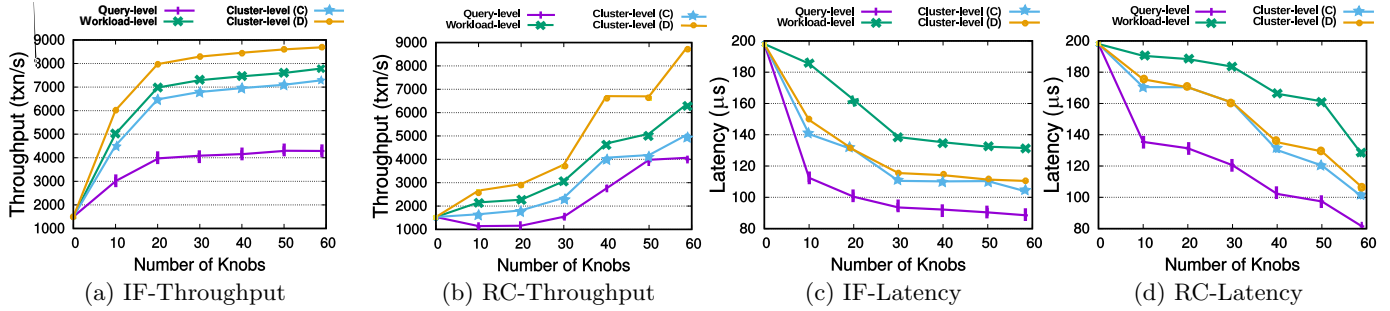 Query-level
Workload-level
Cluster-level (C)
Cluster-level (D)
Throughput (txn/s)
9000
8000
7000
6000
5000
4000
3000
2000
1000
0 10 20 30 40 50 60
Number of Knobs
(a) IF-Throughput
Query-level
Workload-level
Cluster-level (C)
Cluster-level (D)
Throughput (txn/s)
9000
8000
7000
6000
5000
4000
3000
2000
1000
0 10 20 30 40 50 60
Number of Knobs
(b) RC-Throughput
Query-level
Workload-level
Cluster-level (C)
Cluster-level (D)
Latency (μs)
200
180
160
140
120
100
80
0 10 20 30 40 50 60
Number of Knobs
(c) IF-Latency
Query-level
Workload-level
Cluster-level (C)
Cluster-level (D)
Latency (μs)
200
180
160
140
120
100
80
0 10 20 30 40 50 60
Number of Knobs
(d) RC-Latency